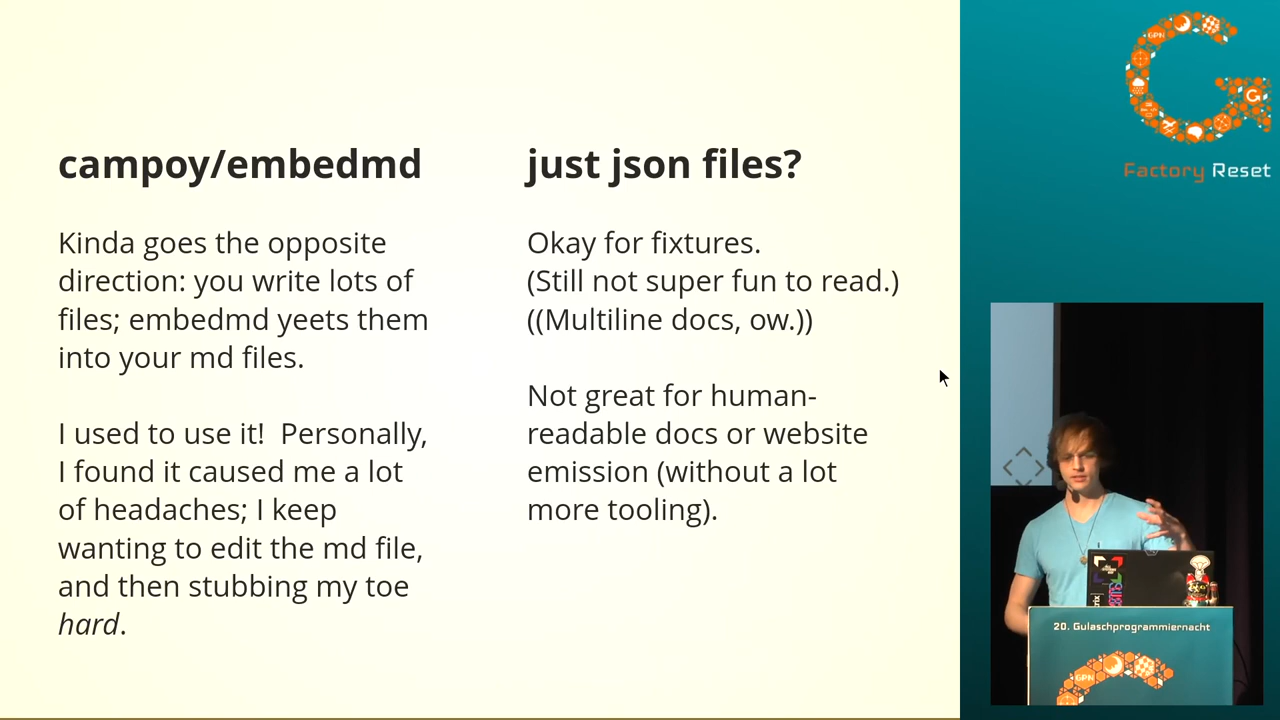 campoy/embedmd
Kinda goes the opposite
direction: you write lots of
files; embedmd yeets them
into your md files.
I used to use it!  Personally,
I found it caused me a lot
of headaches; I keep
wanting to edit the md file,
and then stubbing my toe
hard.
just json files?
Okay for fixtures.
(Still not super fun to read.)
((Multiline docs, ow.))
Not great for human-
readable docs or website
emission (without a lot
more tooling).
GPN
Factory Reset
20. Gulaschprogrammiernacht
GPN